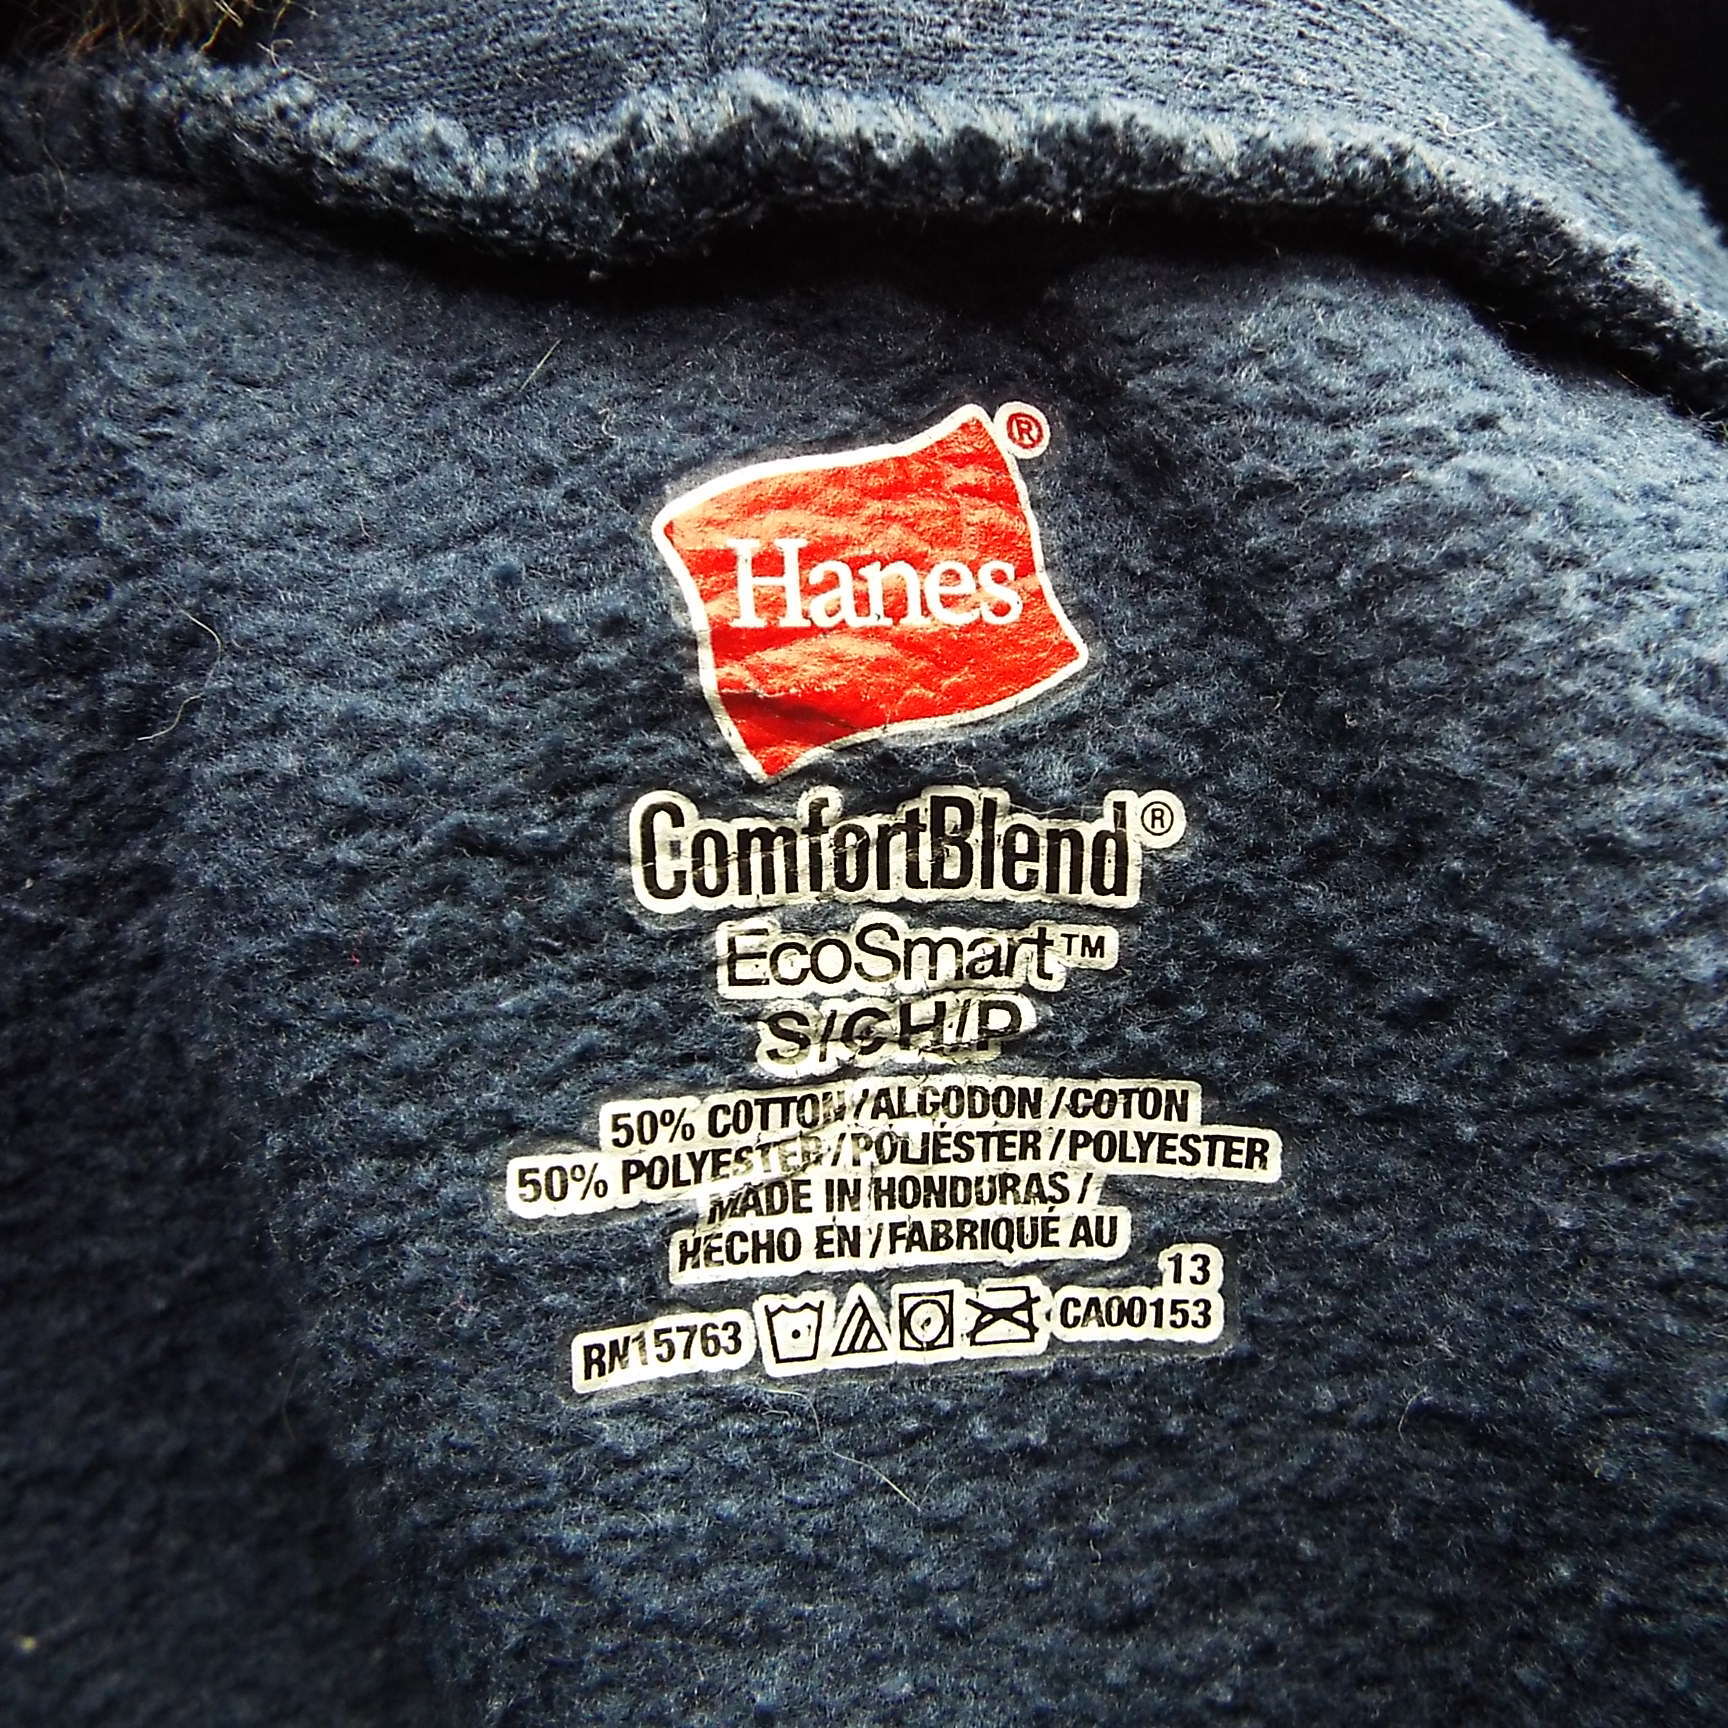 Hanes®
ComfortBlend®
EcoSmart™
S/CH/P
50% COTTON/ALGODON/COTON
50% POLYESTER/POLIÉSTER/POLYESTER
MADE IN HONDURAS/
HECHO EN/FABRIQUÉ AU
13
RN15763 CA00153